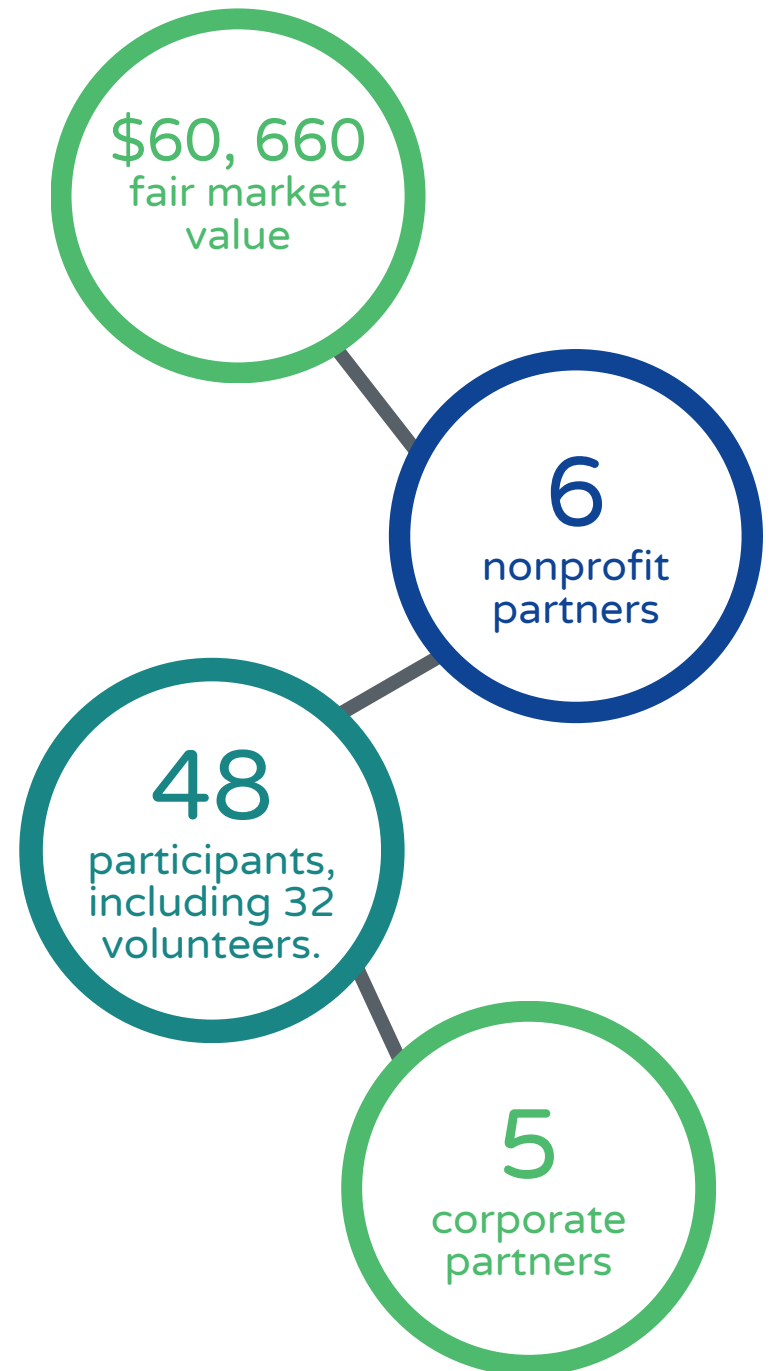 $60, 660
fair market
value
6
nonprofit
partners
48
participants,
including 32
volunteers.
5
corporate
partners